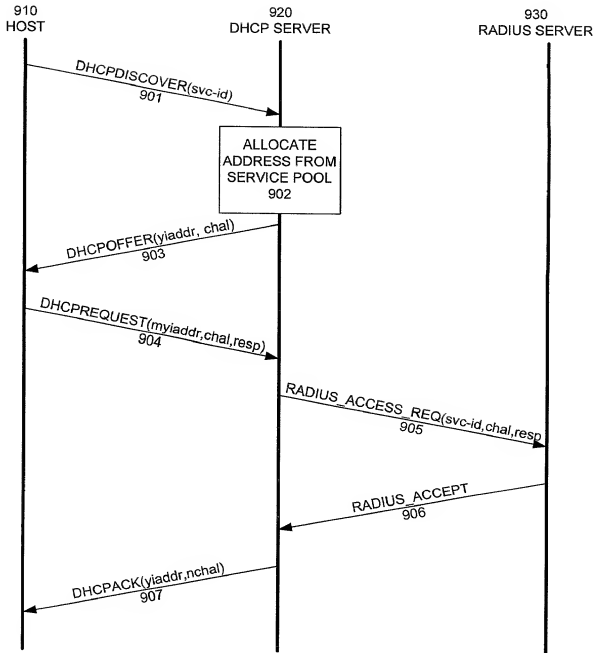 910
HOST
920
DHCP SERVER
930
RADIUS SERVER
DHCPDISCOVER(svc-id)
901
ALLOCATE
ADDRESS FROM
SERVICE POOL
902
DHCPOFFER(yiaddr, chal)
903
DHCPREQUEST(myiaddr,chal,resp)
904
RADIUS_ACCESS_REQ(svc-id,chal,resp
905
RADIUS_ACCEPT
906
DHCPACK(yiaddr,nchal)
907